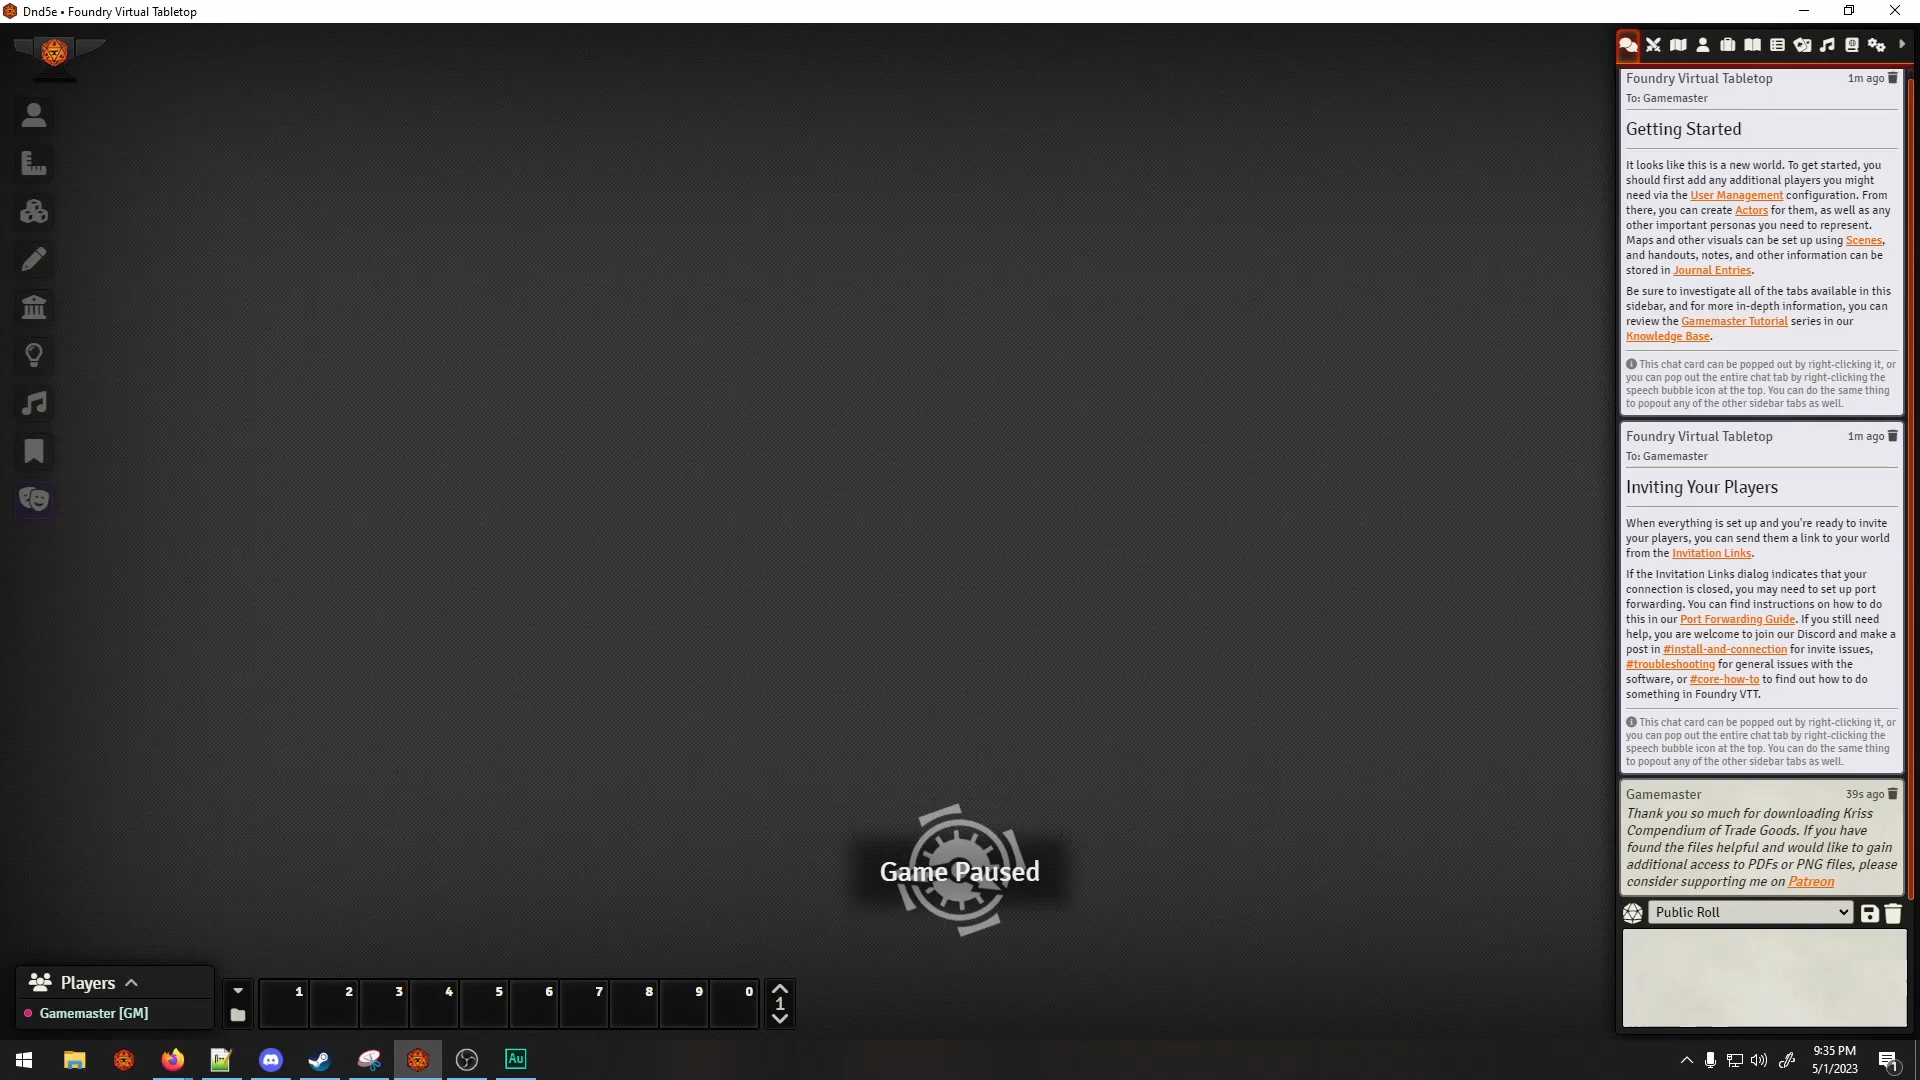 Dnd5e • Foundry Virtual Tabletop
Foundry Virtual Tabletop 1m ago
To: Gamemaster
Getting Started
It looks like this is a new world. To get started, you
should first add any additional players you might
need via the User Management configuration. From
there, you can create Actors for them, as well as any
other important personas you need to represent.
Maps and other visuals can be set up using Scenes,
and handouts, notes, and other information can be
stored in Journal Entries.
Be sure to investigate all of the tabs available in this
sidebar, and for more in-depth information, you can
review the Gamemaster Tutorial series in our
Knowledge Base.
This chat card can be popped out by right-clicking it, or
you can pop out the entire chat tab by right-clicking the
speech bubble icon at the top. You can do the same thing
to popout any of the other sidebar tabs as well.
Foundry Virtual Tabletop 1m ago
To: Gamemaster
Inviting Your Players
When everything is set up and you're ready to invite
your players, you can send them a link to your world
from the Invitation Links.
If the Invitation Links dialog indicates that your
connection is closed, you may need to set up port
forwarding. You can find instructions on how to do
this in our Port Forwarding Guide. If you still need
help, you are welcome to join our Discord and make a
post in #install-and-connection for invite issues,
#troubleshooting for general issues with the
software, or #core-how-to to find out how to do
something in Foundry VTT.
This chat card can be popped out by right-clicking it, or
you can pop out the entire chat tab by right-clicking the
speech bubble icon at the top. You can do the same thing
to popout any of the other sidebar tabs as well.
Gamemaster 39s ago
Thank you so much for downloading Kriss
Compendium of Trade Goods. If you have
found the files helpful and would like to gain
additional access to PDFs or PNG files, please
consider supporting me on Patreon
Public Roll
Game Paused
Players
Gamemaster [GM]
1 2 3 4 5 6 7 8 9 0
1
Au
9:35 PM
5/1/2023
1